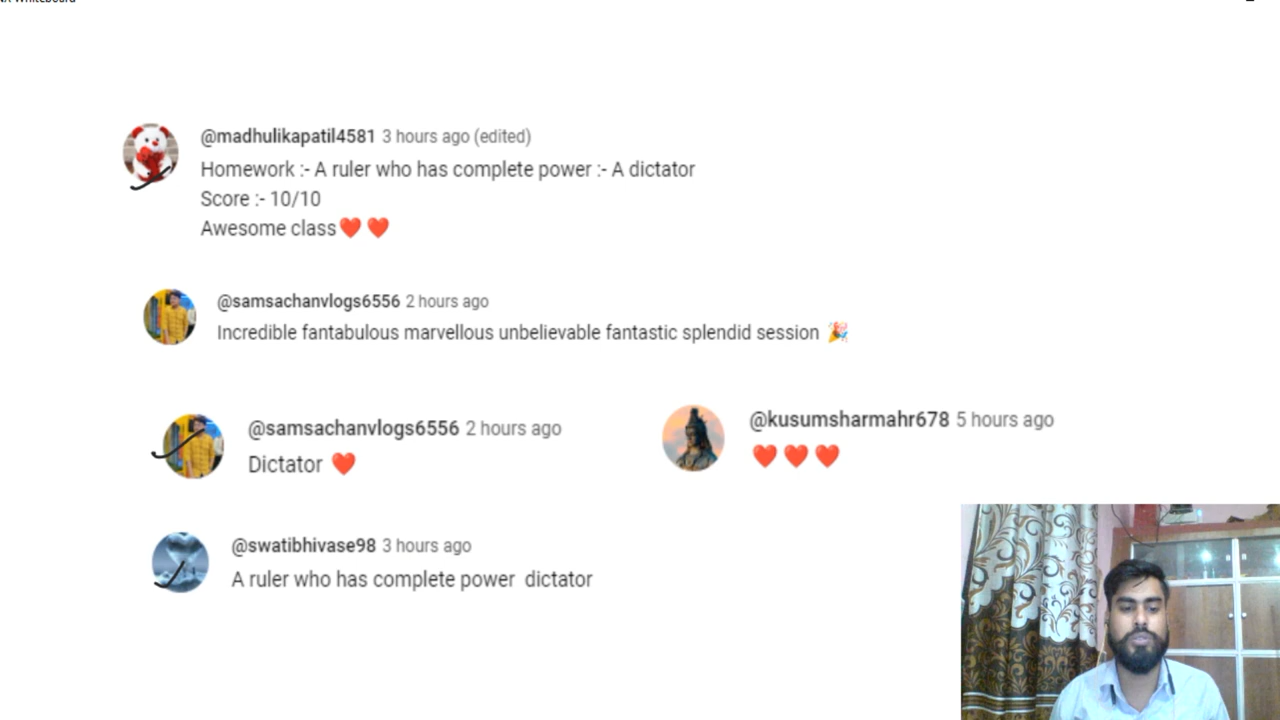 @madhulikapatil4581 3 hours ago (edited)
Homework :- A ruler who has complete power :- A dictator
Score :- 10/10
Awesome class❤️❤️
@samsachanvlogs6556 2 hours ago
Incredible fantabulous marvellous unbelievable fantastic splendid session 🎉
@samsachanvlogs6556 2 hours ago
Dictator ❤️
@kusumsharmahr678 5 hours ago
❤️❤️❤️
@swatibhivase98 3 hours ago
A ruler who has complete power dictator